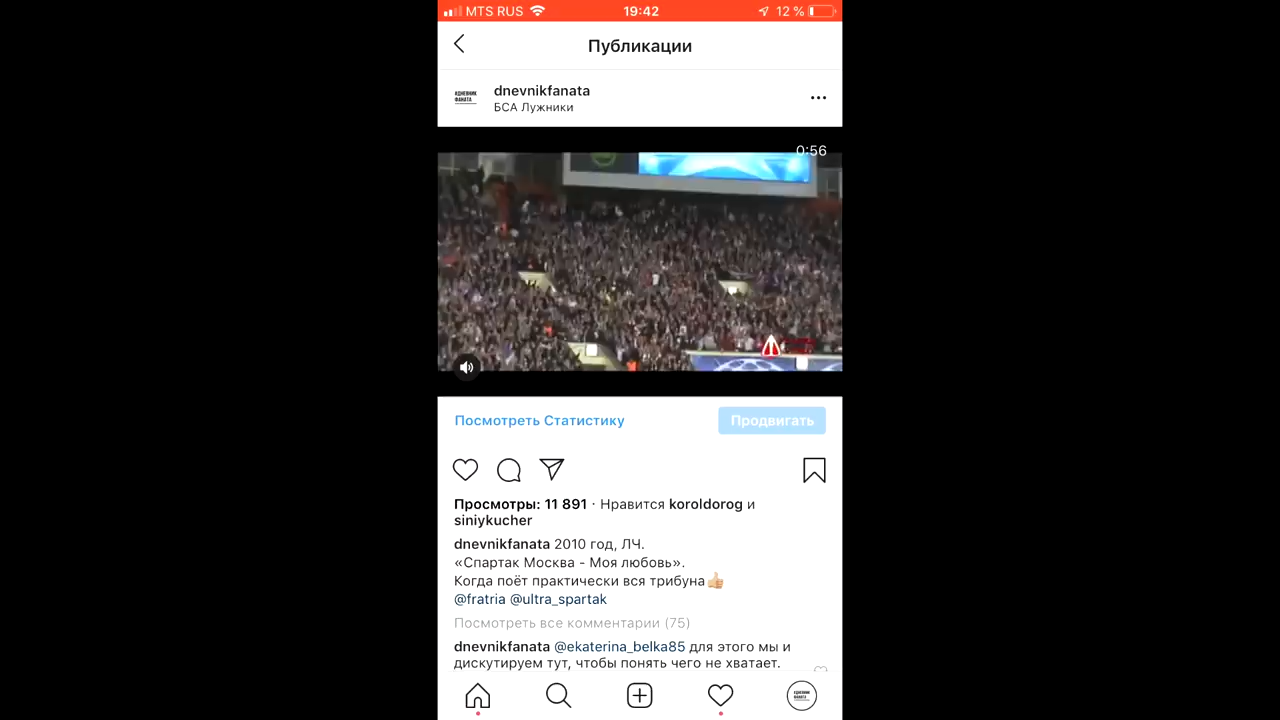 MTS RUS
19:42
12 %
Публикации
dnevnikfanata
БСА Лужники
0:56
Посмотреть Статистику
Продвигать
Просмотры: 11 891 · Нравится koroldorog и
siniykucher
dnevnikfanata 2010 год, ЛЧ.
«Спартак Москва - Моя любовь».
Когда поёт практически вся трибуна👍🏼
@fratria @ultra_spartak
Посмотреть все комментарии (75)
dnevnikfanata @ekaterina_belka85 для этого мы и
дискутируем тут, чтобы понять чего не хватает.